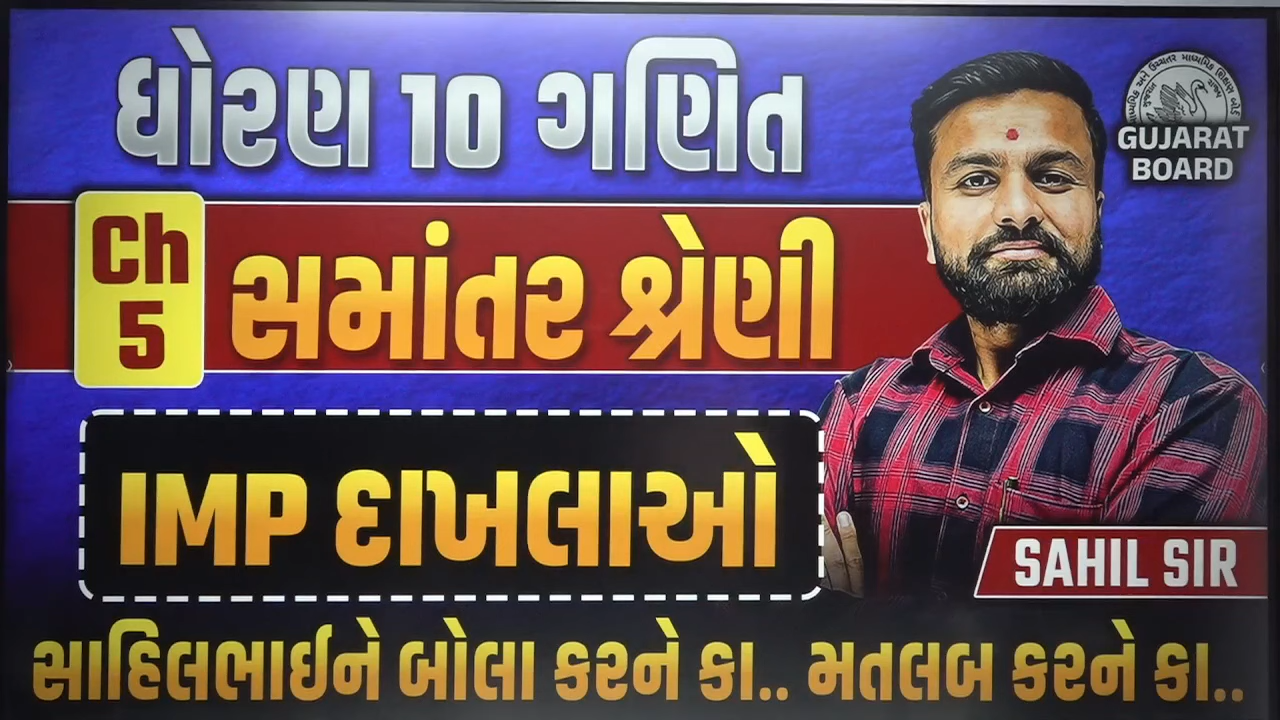 ધોરણ 10 ગણિત
GUJARAT
BOARD
Ch
5
સમાંતર શ્રેણી
IMP દાખલાઓ
SAHIL SIR
સાહિલભાઈને બોલા કરને કા.. મતલબ કરને કા..